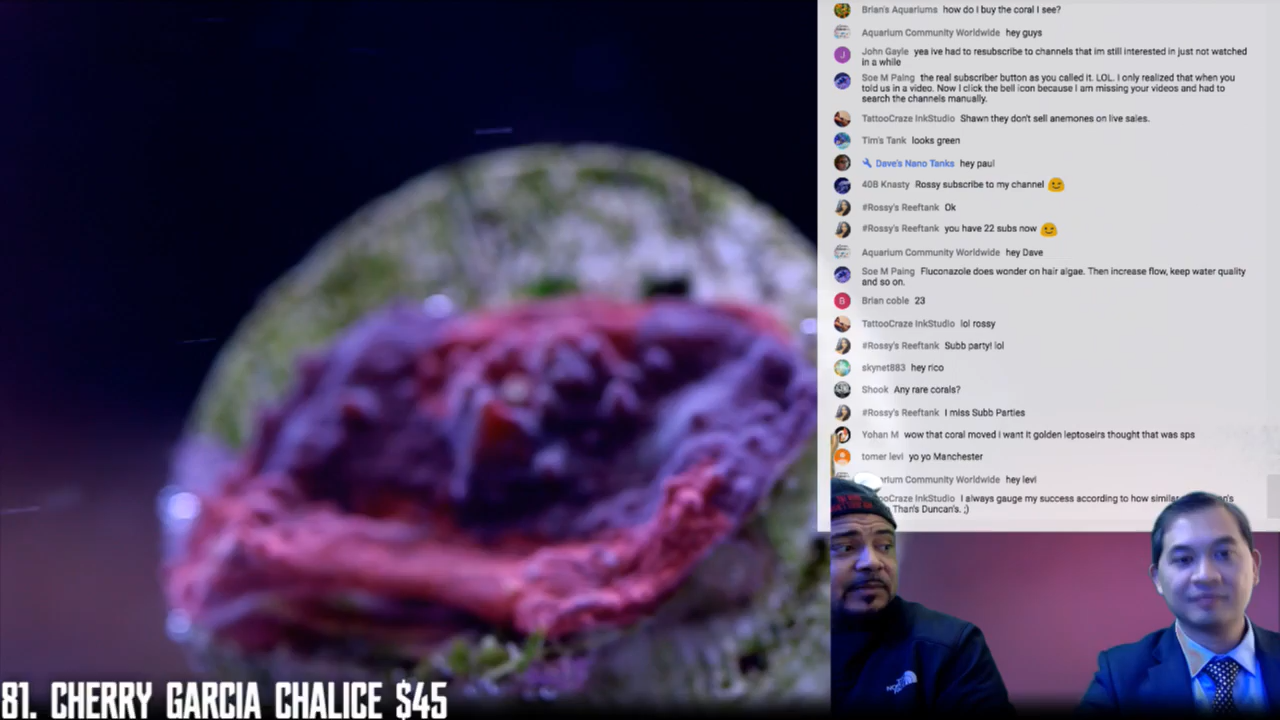 Brian's Aquariums how do I buy the coral I see?
Aquarium Community Worldwide hey guys
John Gayle yea ive had to resubscribe to channels that im still interested in just not watched
in a while
Soe M Paing the real subscriber button as you called it. LOL. I only realized that when you
told us in a video. Now I click the bell icon because I am missing your videos and had to
search the channels manually.
TattooCraze InkStudio Shawn they don't sell anemones on live sales.
Tim's Tank looks green
Dave's Nano Tanks hey paul
40B Knasty Rossy subscribe to my channel
#Rossy's Reeftank Ok
#Rossy's Reeftank you have 22 subs now
Aquarium Community Worldwide hey Dave
Soe M Paing Fluconazole does wonder on hair algae. Then increase flow, keep water quality
and so on.
Brian coble 23
TattooCraze InkStudio lol rossy
#Rossy's Reeftank Subb party! lol
skynet883 hey rico
Shook Any rare corals?
#Rossy's Reeftank I miss Subb Parties
Yohan M wow that coral moved i want it golden leptoseirs thought that was sps
tomer levi yo yo Manchester
Community Worldwide hey levi
InkStudio I always gauge my success according to how
Than's Duncan's. ;)
THE NORTH FACE
81. CHERRY GARCIA CHALICE $45